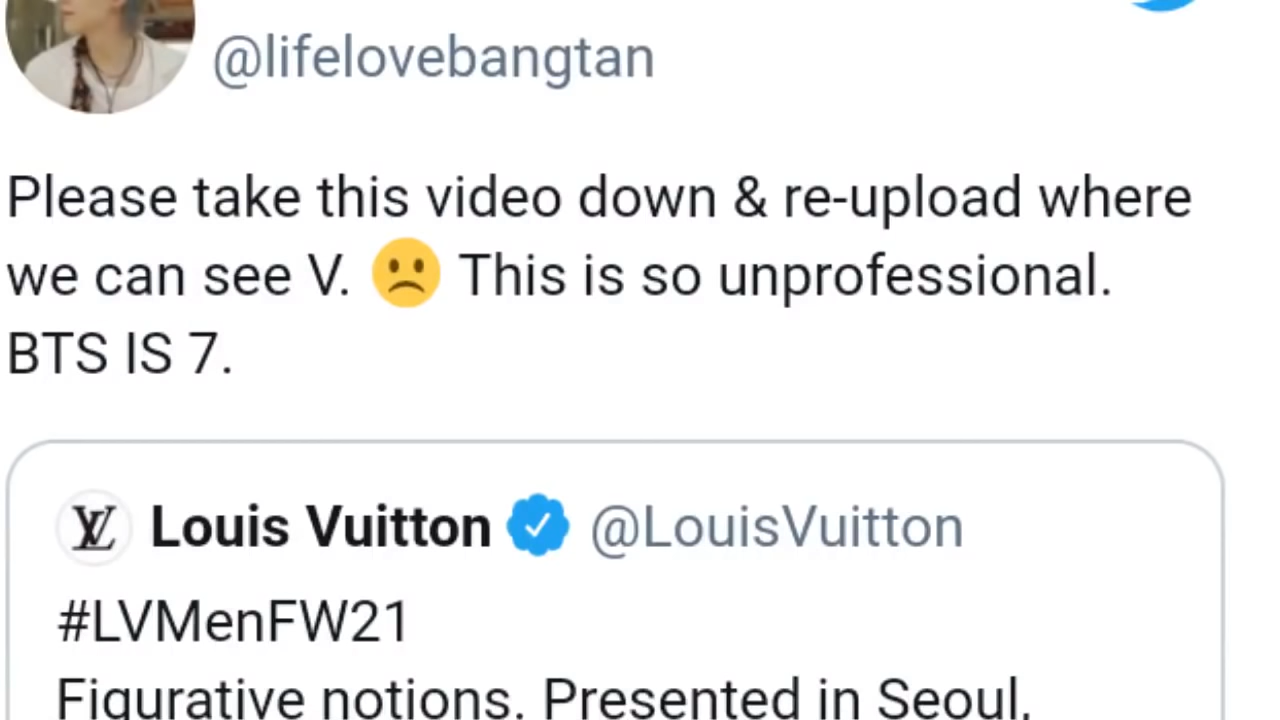 @lifelovebangtan
Please take this video down & re-upload where
we can see V. 🙁 This is so unprofessional.
BTS IS 7.
LV Louis Vuitton @LouisVuitton
#LVMenFW21
Figurative notions. Presented in Seoul,